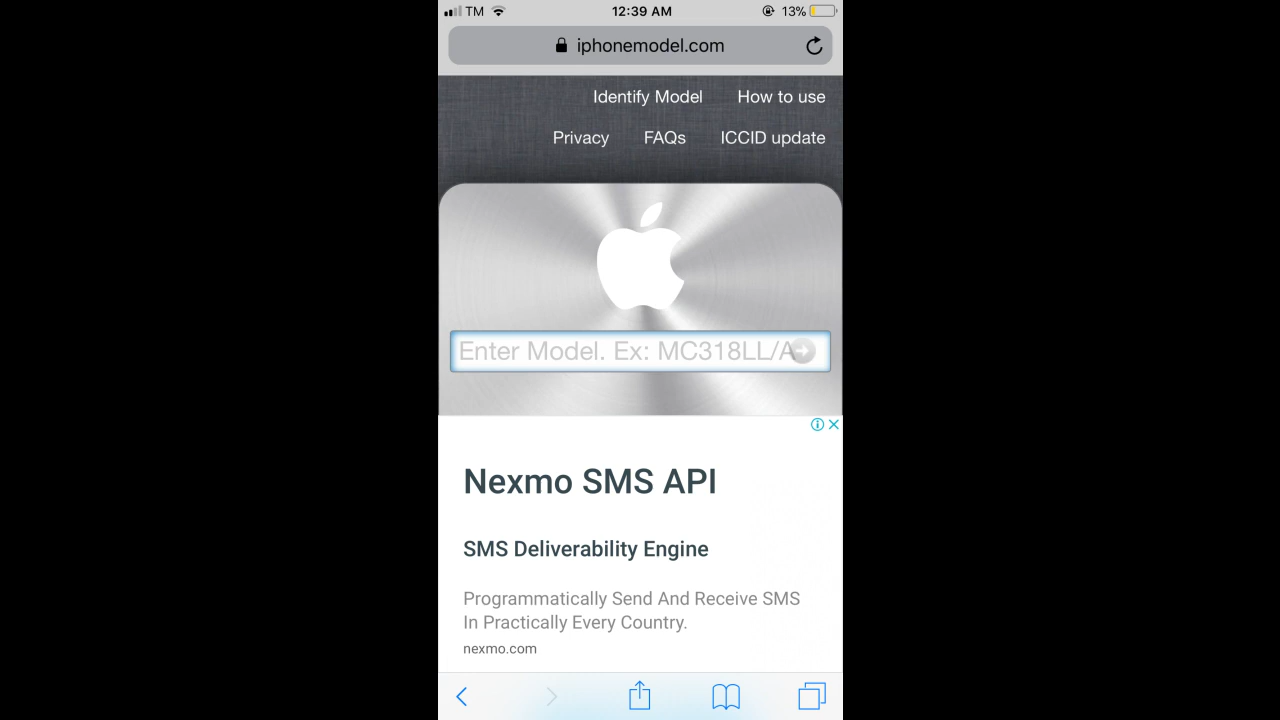 TM 12:39 AM 13%
iphonemodel.com
Identify Model How to use
Privacy FAQs ICCID update
Enter Model. Ex: MC318LL/A
Nexmo SMS API
SMS Deliverability Engine
Programmatically Send And Receive SMS
In Practically Every Country.
nexmo.com